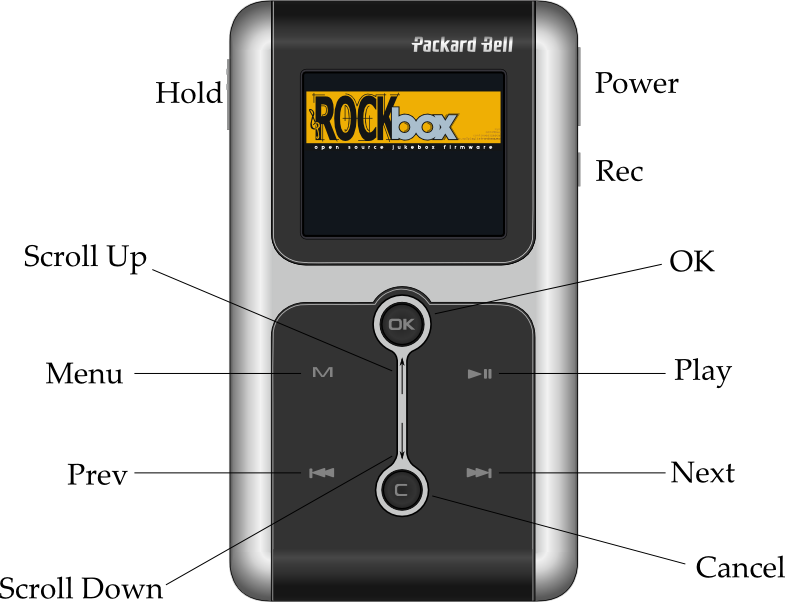 Packard Bell
Hold
Power
ROCKbox
open source jukebox firmware
Rec
Scroll Up
OK
OK
Menu
M
Play
Prev
Next
C
Cancel
Scroll Down